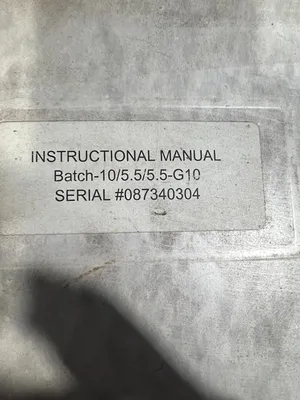 INSTRUCTIONAL MANUAL
Batch-10/5.5/5.5-G10
SERIAL #087340304